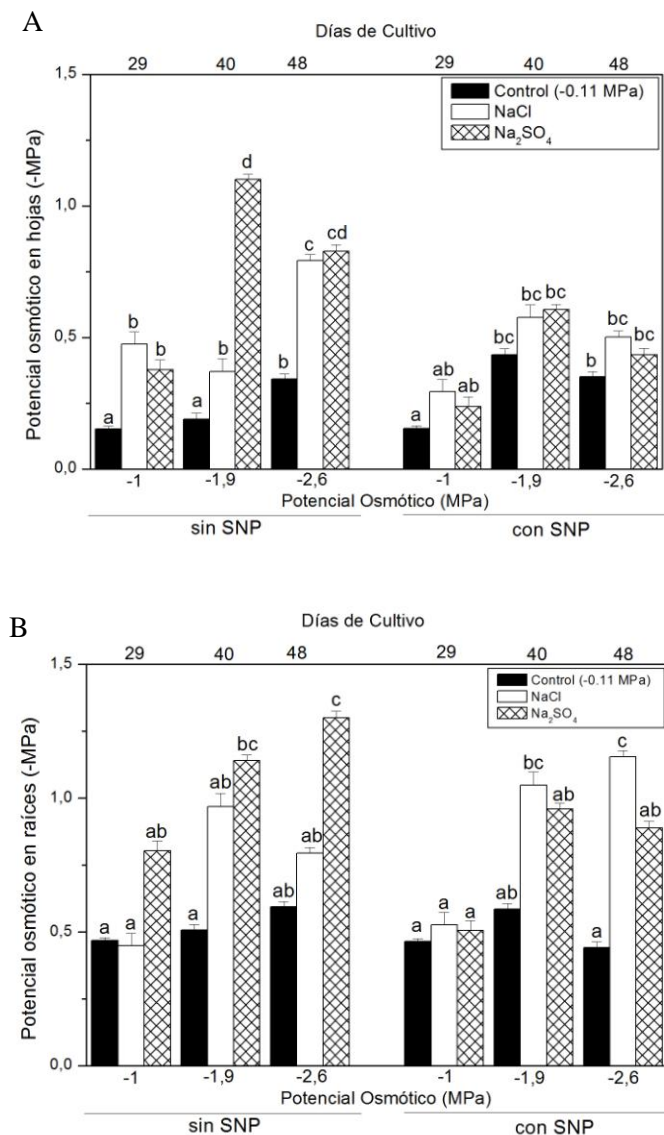 A
Días de Cultivo
29 40 48 29 40 48
Control (-0.11 MPa)
NaCl
Na₂SO₄
Potencial osmótico en hojas (-MPa)
1,5
1,0
0,5
0,0
a b b a b d b c cd
ab ab
a bc bc bc b bc bc
-1 -1,9 -2,6 -1 -1,9 -2,6
Potencial Osmótico (MPa)
sin SNP con SNP
B
Días de Cultivo
29 40 48 29 40 48
Control (-0.11 MPa)
NaCl
Na₂SO₄
Potencial osmótico en raíces (-MPa)
1,5
1,0
0,5
0,0
a a ab a ab bc ab ab c
a a a ab bc ab a c ab
-1 -1,9 -2,6 -1 -1,9 -2,6
Potencial Osmótico (MPa)
sin SNP con SNP